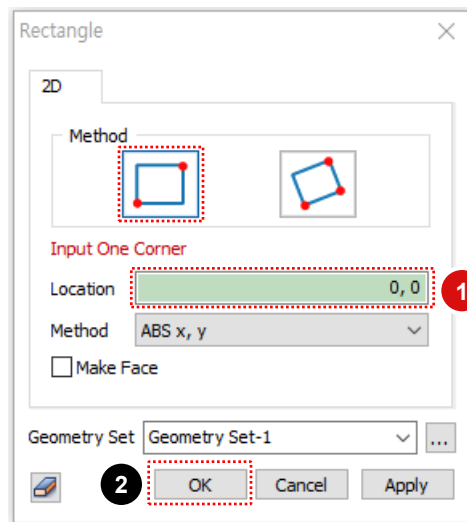 Rectangle
2D
Method
Input One Corner
Location 0, 0 1
Method ABS x, y
Make Face
Geometry Set Geometry Set-1 ...
2 OK Cancel Apply